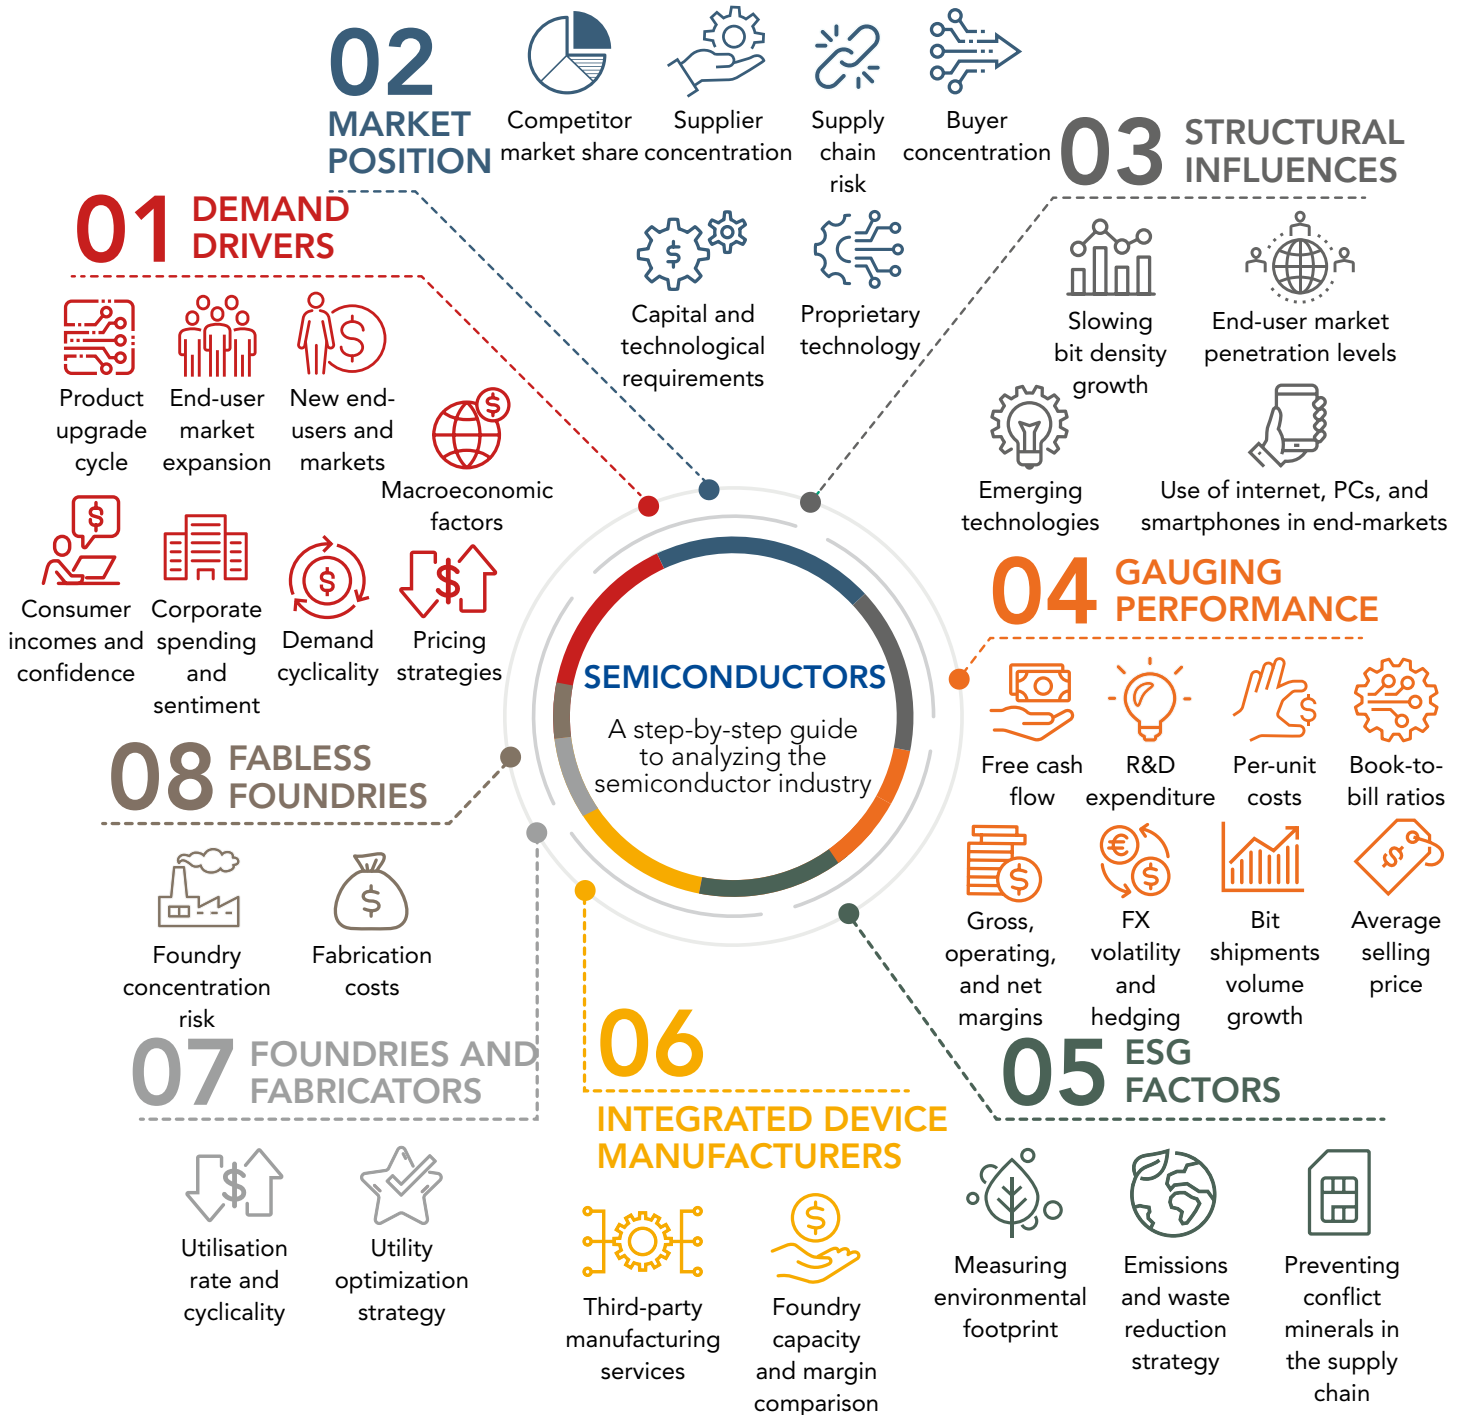 SEMICONDUCTORS
A step-by-step guide
to analyzing the
semiconductor industry
01
DEMAND
DRIVERS
Product
upgrade
cycle
End-user
market
expansion
New end-
users and
markets
$
Macroeconomic
factors
$
Consumer
incomes and
confidence
$
Corporate
spending
and
sentiment
Demand
cyclicality
$
Pricing
strategies
$
02
MARKET
POSITION
Competitor
market share
Supplier
concentration
Supply
chain
risk
Buyer
concentration
Capital and
technological
requirements
$
Proprietary
technology
03
STRUCTURAL
INFLUENCES
Slowing
bit density
growth
End-user market
penetration levels
Emerging
technologies
Use of internet, PCs, and
smartphones in end-markets
04
GAUGING
PERFORMANCE
Free cash
flow
R&D
expenditure
Per-unit
costs
$
Book-to-
bill ratios
Gross,
operating,
and net
margins
$
FX
volatility
and
hedging
€
$
Bit
shipments
volume
growth
Average
selling
price
$
05
ESG
FACTORS
Measuring
environmental
footprint
Emissions
and waste
reduction
strategy
Preventing
conflict
minerals in
the supply
chain
06
INTEGRATED DEVICE
MANUFACTURERS
Third-party
manufacturing
services
Foundry
capacity
and margin
comparison
$
07
FOUNDRIES AND
FABRICATORS
Utilisation
rate and
cyclicality
$
Utility
optimization
strategy
08
FABLESS
FOUNDRIES
Foundry
concentration
risk
Fabrication
costs
$